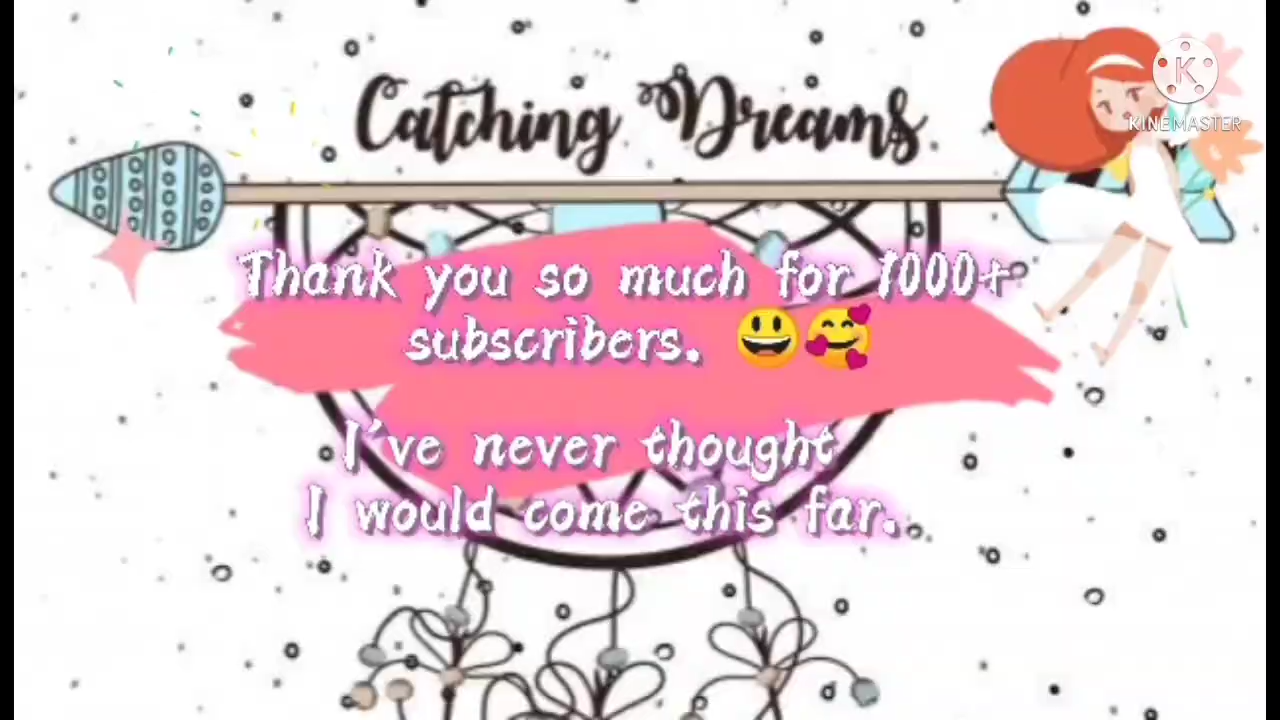 Catching Dreams
K
KINEMASTER
Thank you so much for 1000+
subscribers. 😃🥰
I've never thought
I would come this far.